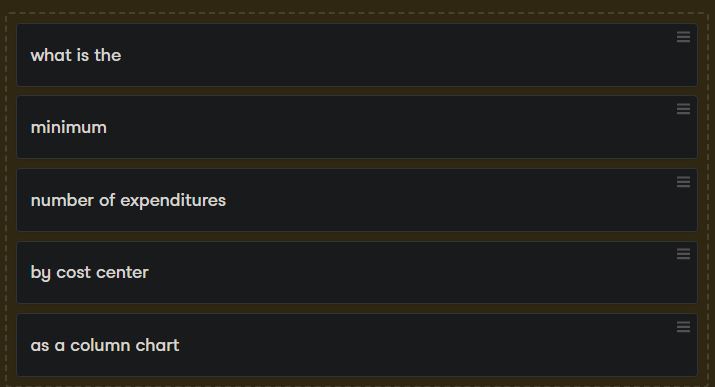 what is the
minimum
number of expenditures
by cost center
as a column chart